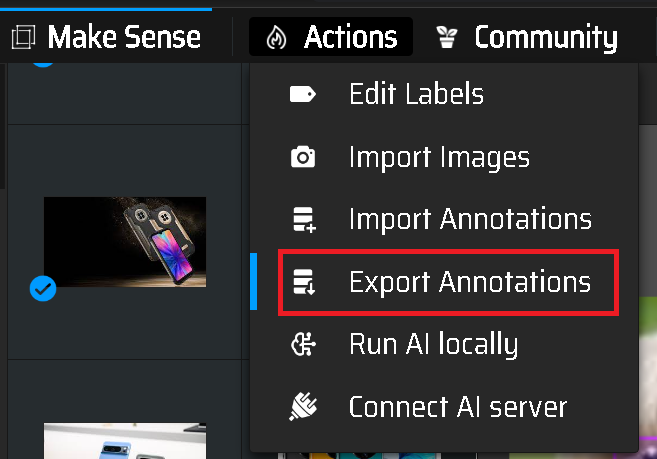 Make Sense Actions Community
Edit Labels
Import Images
Import Annotations
Export Annotations
Run AI locally
Connect AI server